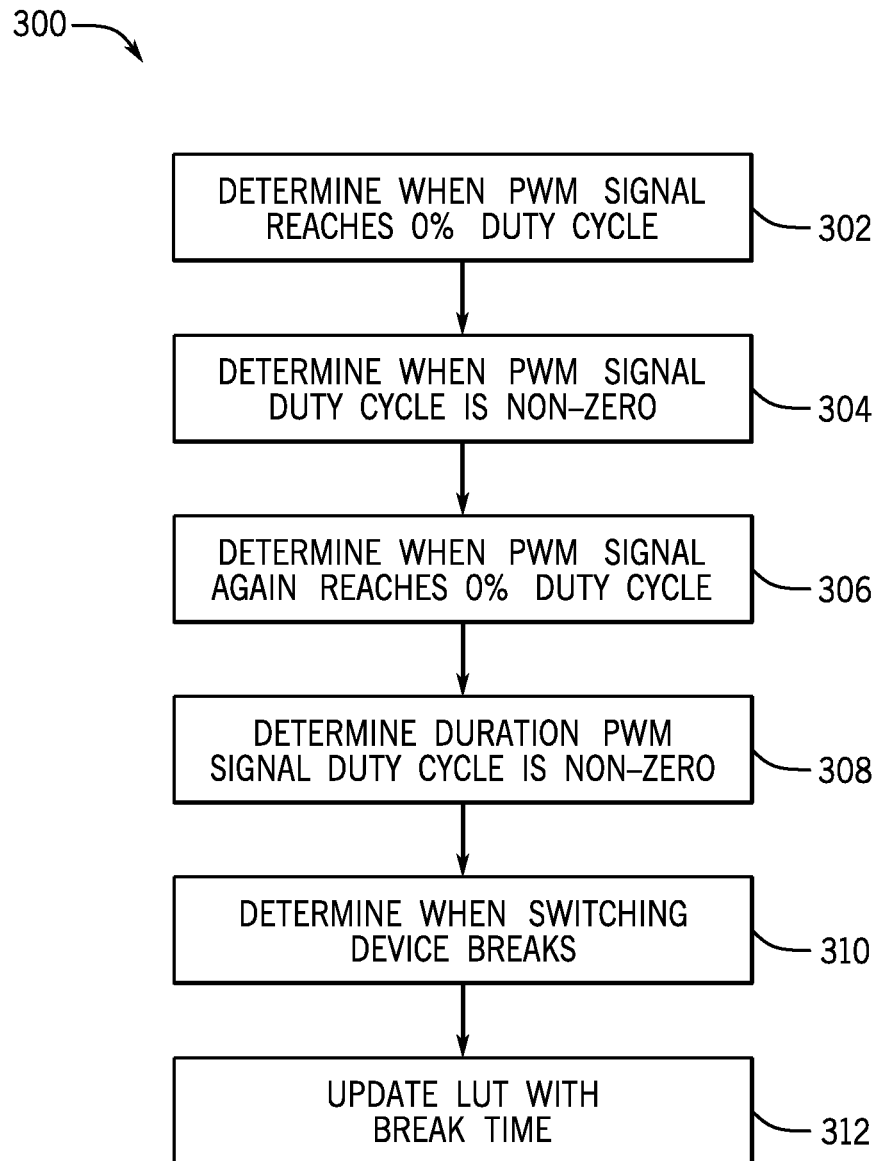 300
DETERMINE WHEN PWM SIGNAL
REACHES 0% DUTY CYCLE
302
DETERMINE WHEN PWM SIGNAL
DUTY CYCLE IS NON-ZERO
304
DETERMINE WHEN PWM SIGNAL
AGAIN REACHES 0% DUTY CYCLE
306
DETERMINE DURATION PWM
SIGNAL DUTY CYCLE IS NON-ZERO
308
DETERMINE WHEN SWITCHING
DEVICE BREAKS
310
UPDATE LUT WITH
BREAK TIME
312